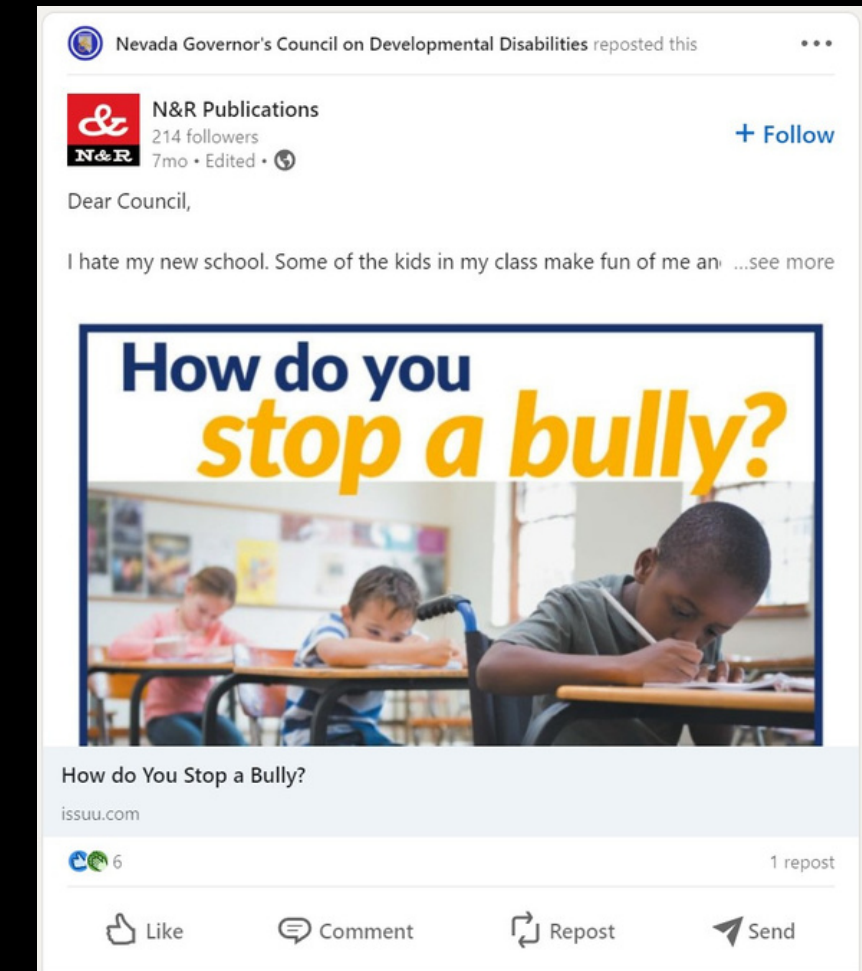 Nevada Governor's Council on Developmental Disabilities reposted this
&
N&R
N&R Publications
214 followers
7mo • Edited •
+ Follow
Dear Council,
I hate my new school. Some of the kids in my class make fun of me an ...see more
How do you
stop a bully?
How do You Stop a Bully?
issuu.com
6
1 repost
Like
Comment
Repost
Send